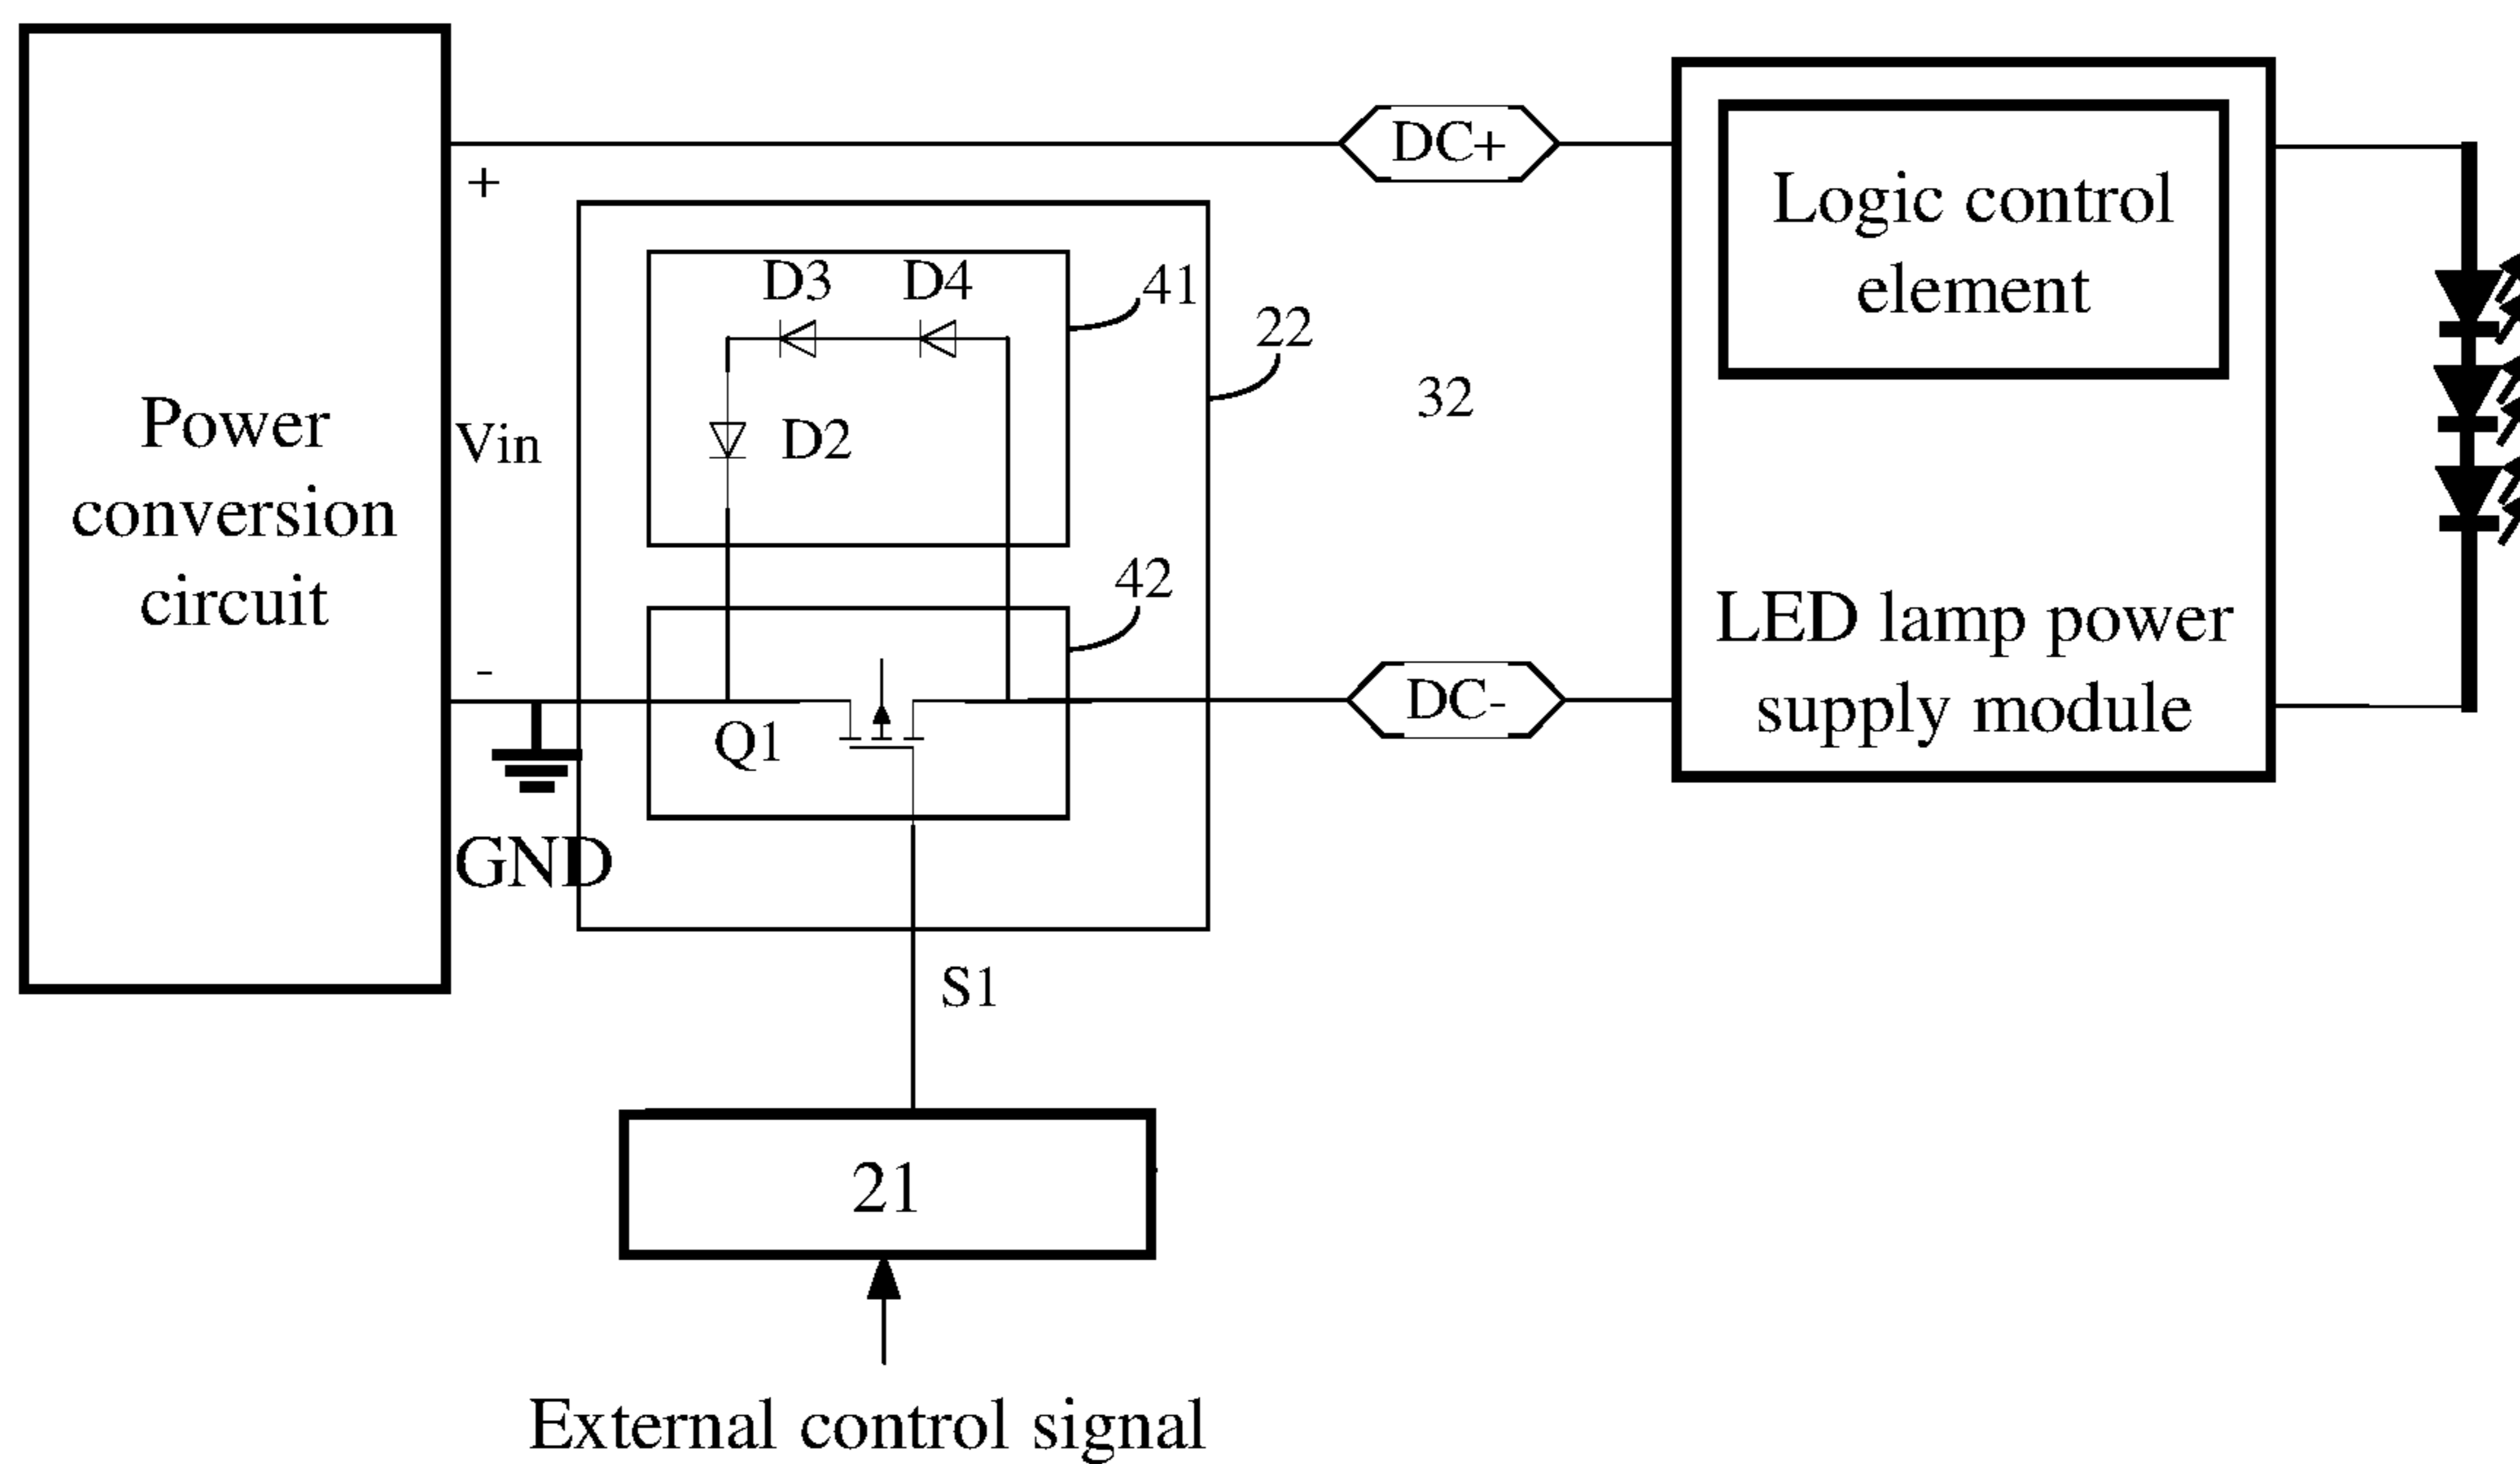 DC+
+
Logic control
element
D3
D4
41
22
32
Power
conversion
circuit
Vin
D2
42
LED lamp power
supply module
-
DC-
Q1
GND
S1
21
External control signal